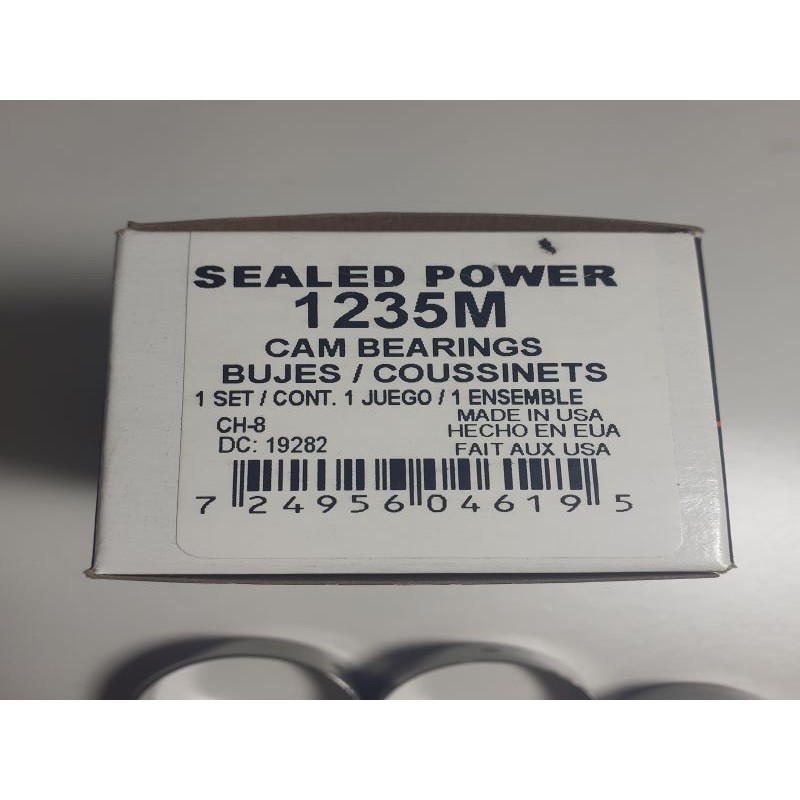 SEALED POWER
1235M
CAM BEARINGS
BUJES / COUSSINETS
1 SET / CONT. 1 JUEGO / 1 ENSEMBLE
CH-8
DC: 19282
MADE IN USA
HECHO EN EUA
FAIT AUX USA
7 24956 04619 5